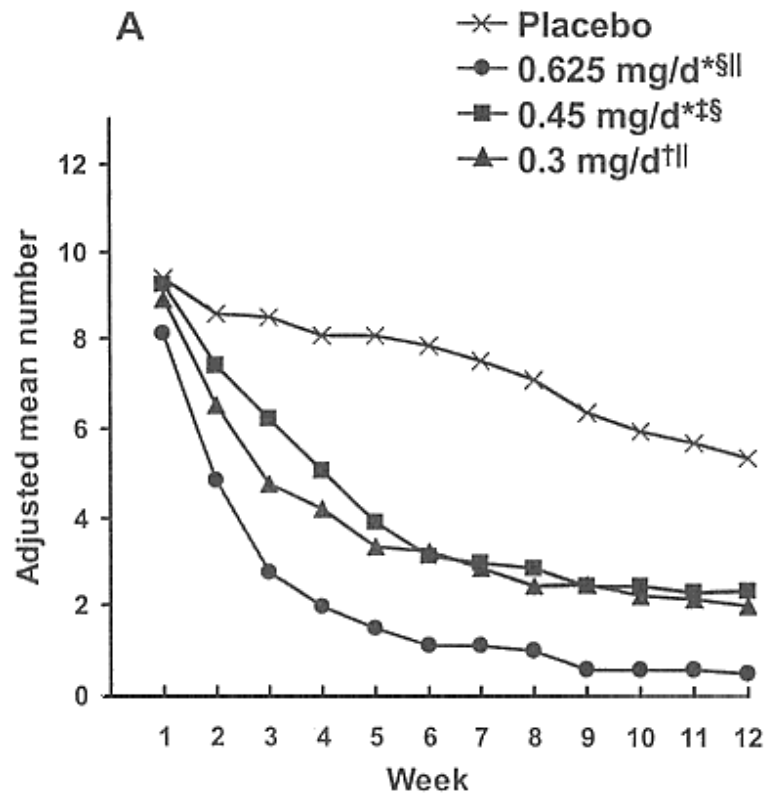 A
Placebo
0.625 mg/d*§||
0.45 mg/d*‡§
0.3 mg/d†||
Adjusted mean number
12
10
8
6
4
2
0
1 2 3 4 5 6 7 8 9 10 11 12
Week